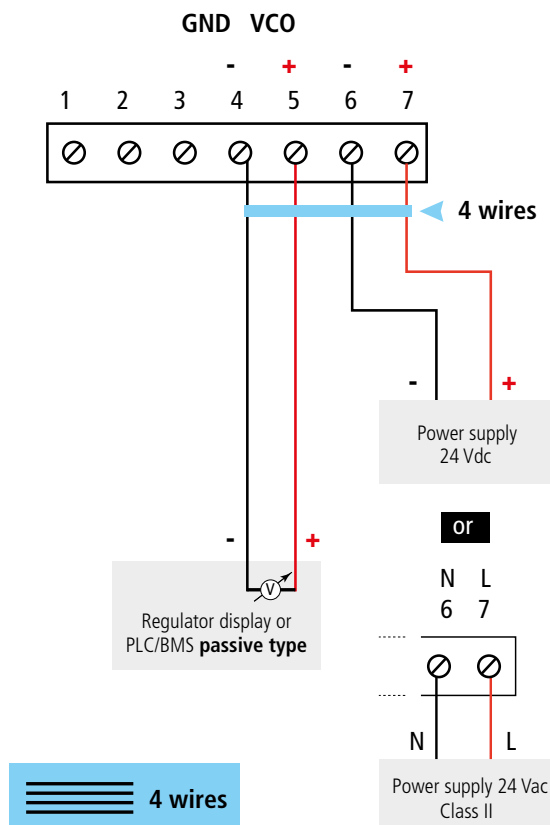 GND VCO
- + - +
1 2 3 4 5 6 7
4 wires
- +
Power supply
24 Vdc
or
- +
V
Regulator display or
PLC/BMS passive type
N L
6 7
N L
Power supply 24 Vac
Class II
4 wires